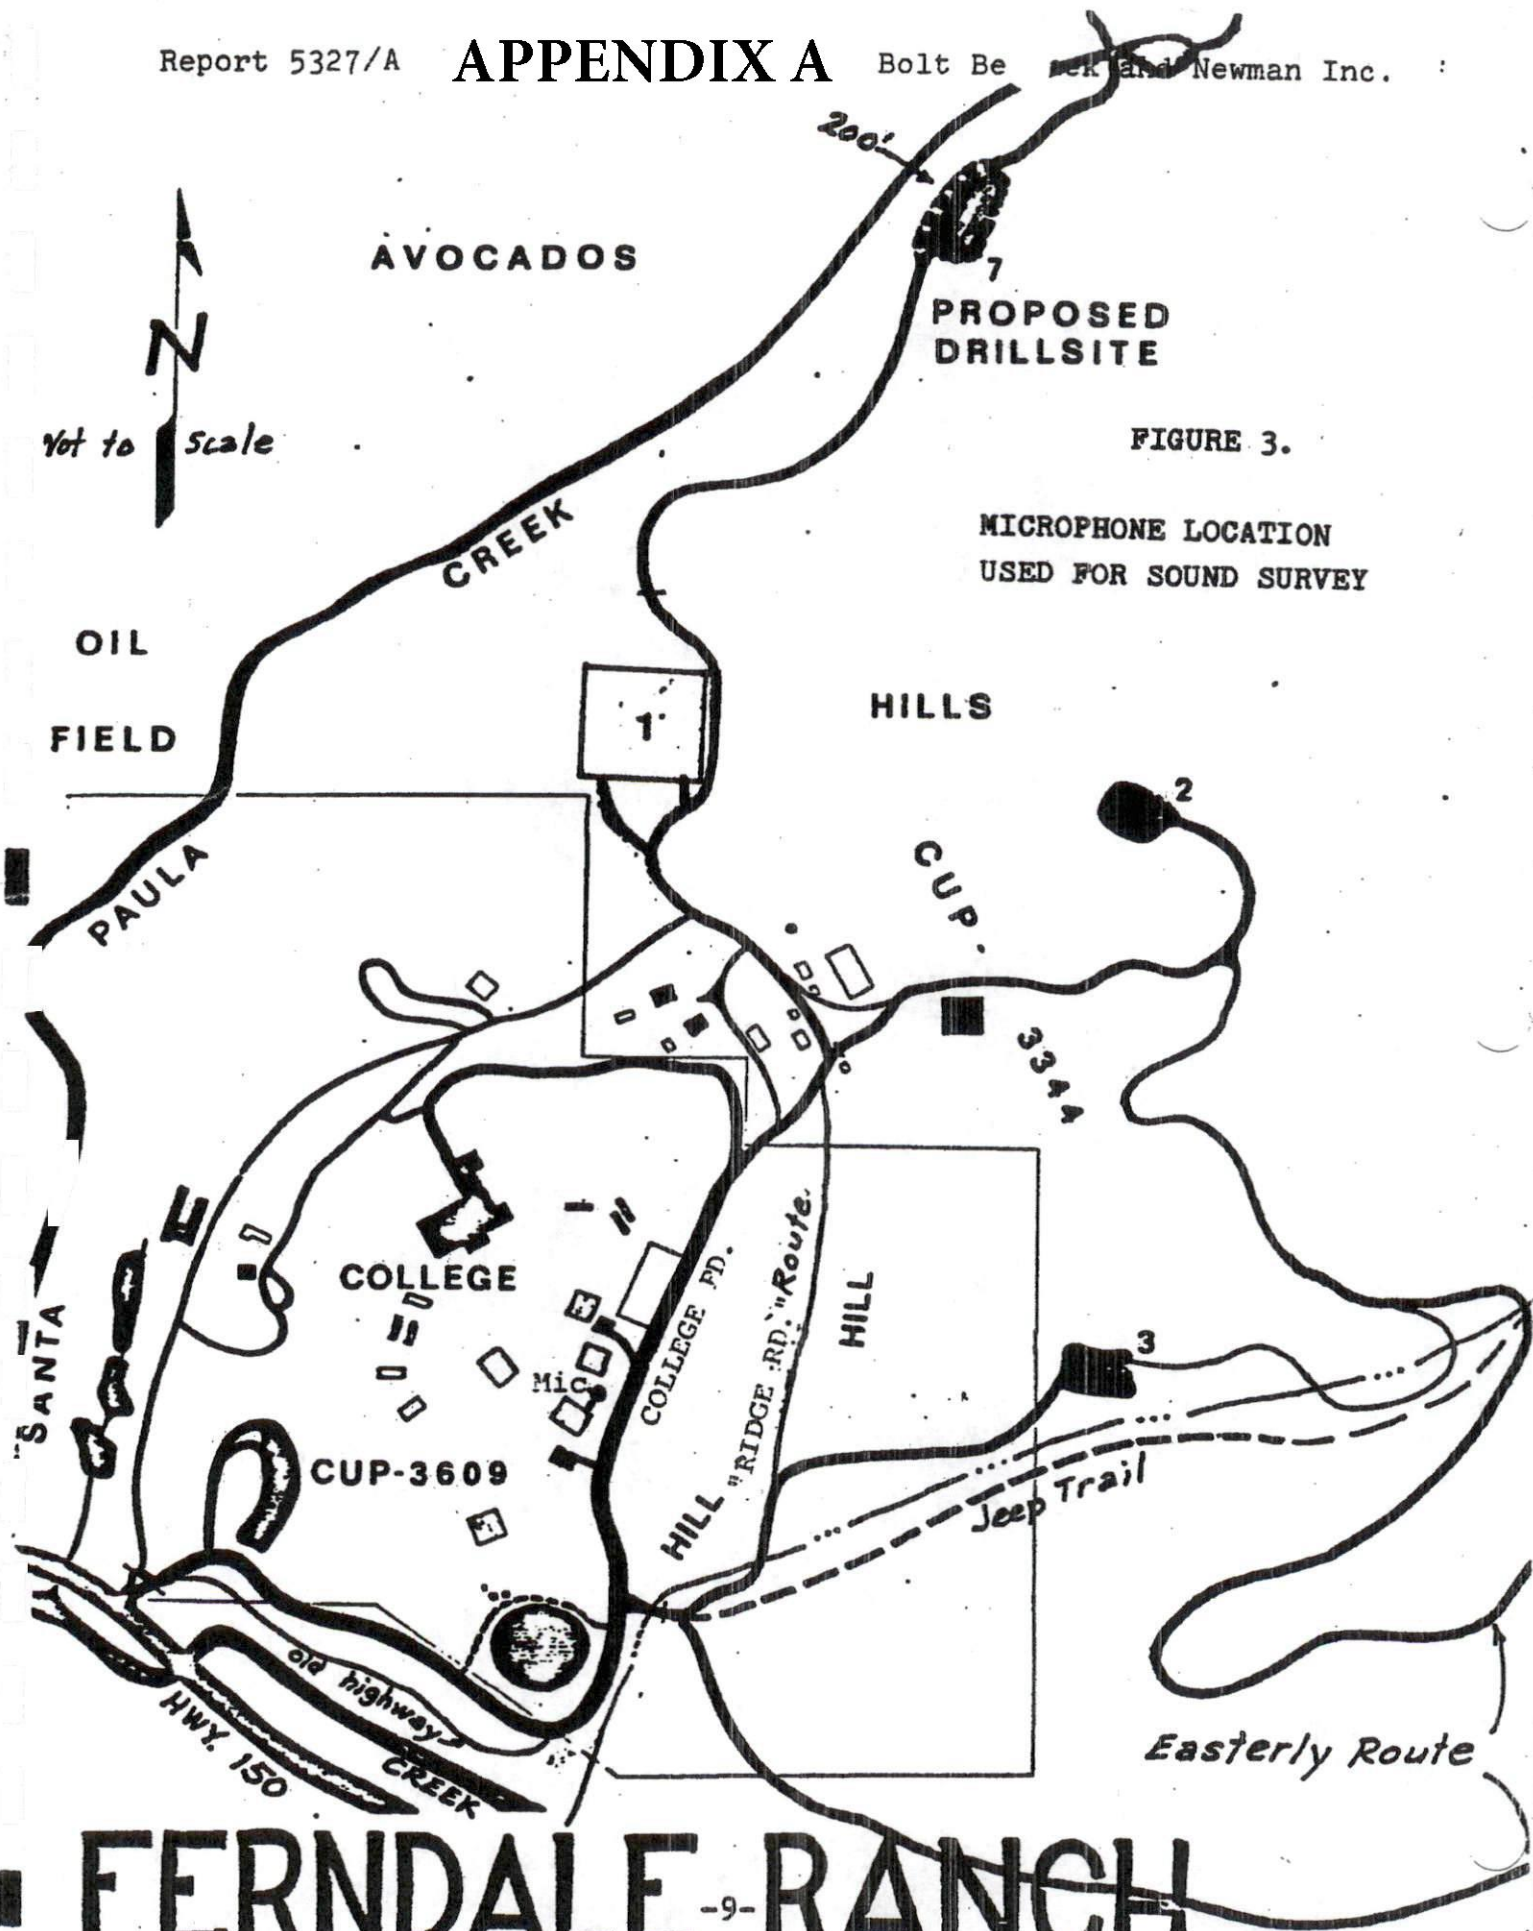 Report 5327/A
APPENDIX A
Bolt Be ek and Newman Inc.
200'
AVOCADOS
7
PROPOSED
DRILLSITE
N
Not to Scale
FIGURE 3.
MICROPHONE LOCATION
USED FOR SOUND SURVEY
CREEK
OIL
FIELD
1
HILLS
2
PAULA
CUP.
3344
COLLEGE
COLLEGE RD.
"RIDGE RD." Route.
HILL
3
SANTA
Mic
CUP-3609
HILL
Jeep Trail
old highway
HWY. 150
CREEK
Easterly Route
FERNDALE RANCH
-9-